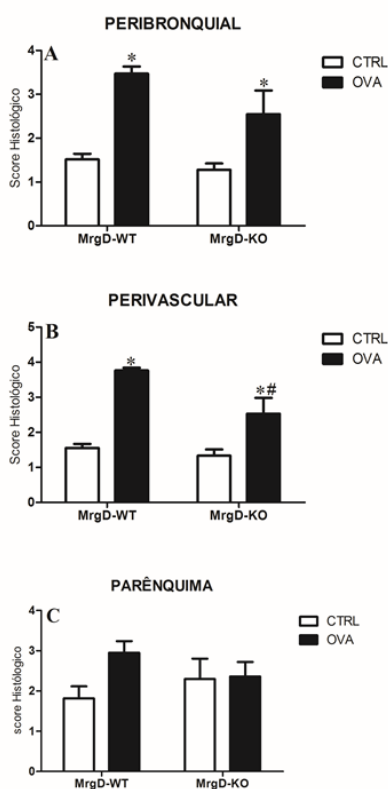 PERIBRONQUIAL
A
CTRL
OVA
Score Histológico
4
3
2
1
0
*
*
MrgD-WT
MrgD-KO
PERIVASCULAR
B
CTRL
OVA
Score Histológico
5
4
3
2
1
0
*
*#
MrgD-WT
MrgD-KO
PARÊNQUIMA
C
CTRL
OVA
score Histológico
4
3
2
1
0
MrgD-WT
MrgD-KO